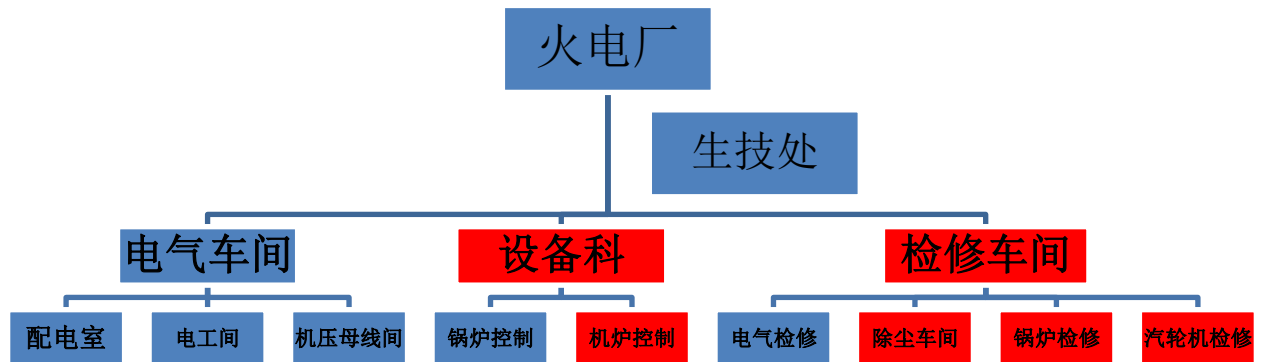 火电厂
生技处
电气车间
设备科
检修车间
配电室
电工间
机压母线间
锅炉控制
机炉控制
电气检修
除尘车间
锅炉检修
汽轮机检修